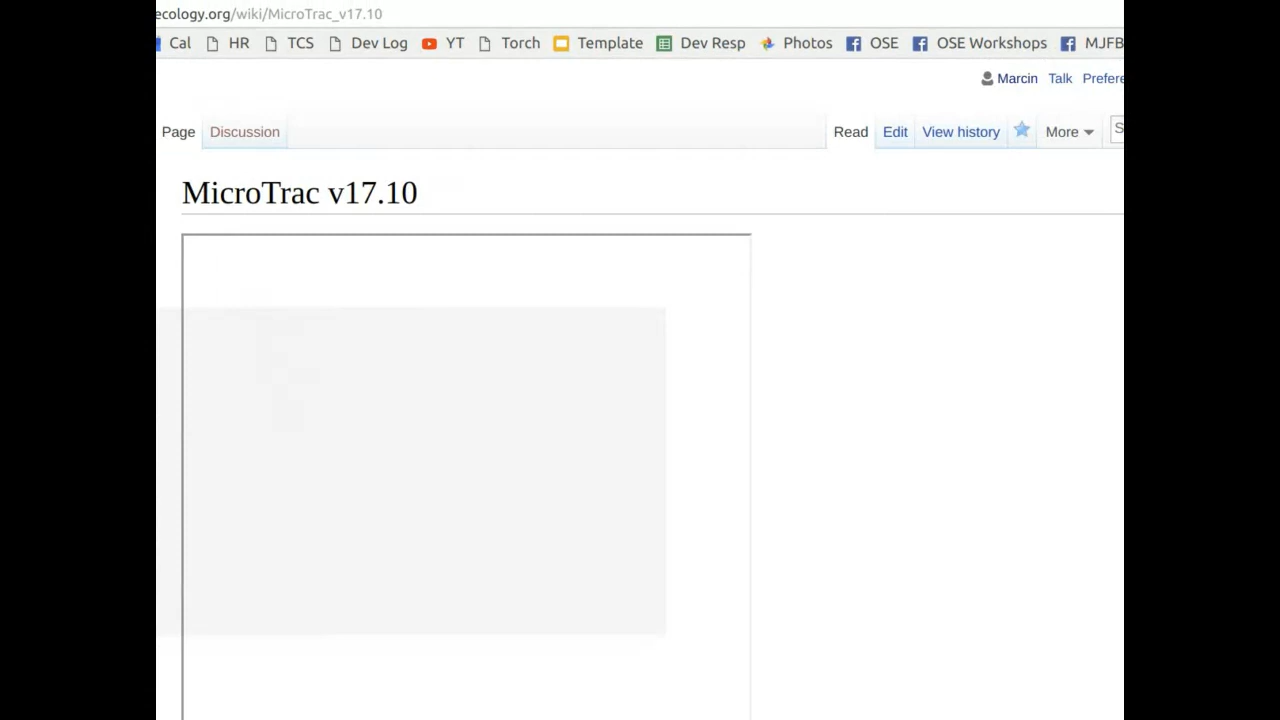 ecology.org/wiki/MicroTrac_v17.10
Cal HR TCS Dev Log YT Torch Template Dev Resp Photos OSE OSE Workshops MJFB
Marcin Talk Prefere
Page Discussion Read Edit View history More S
MicroTrac v17.10